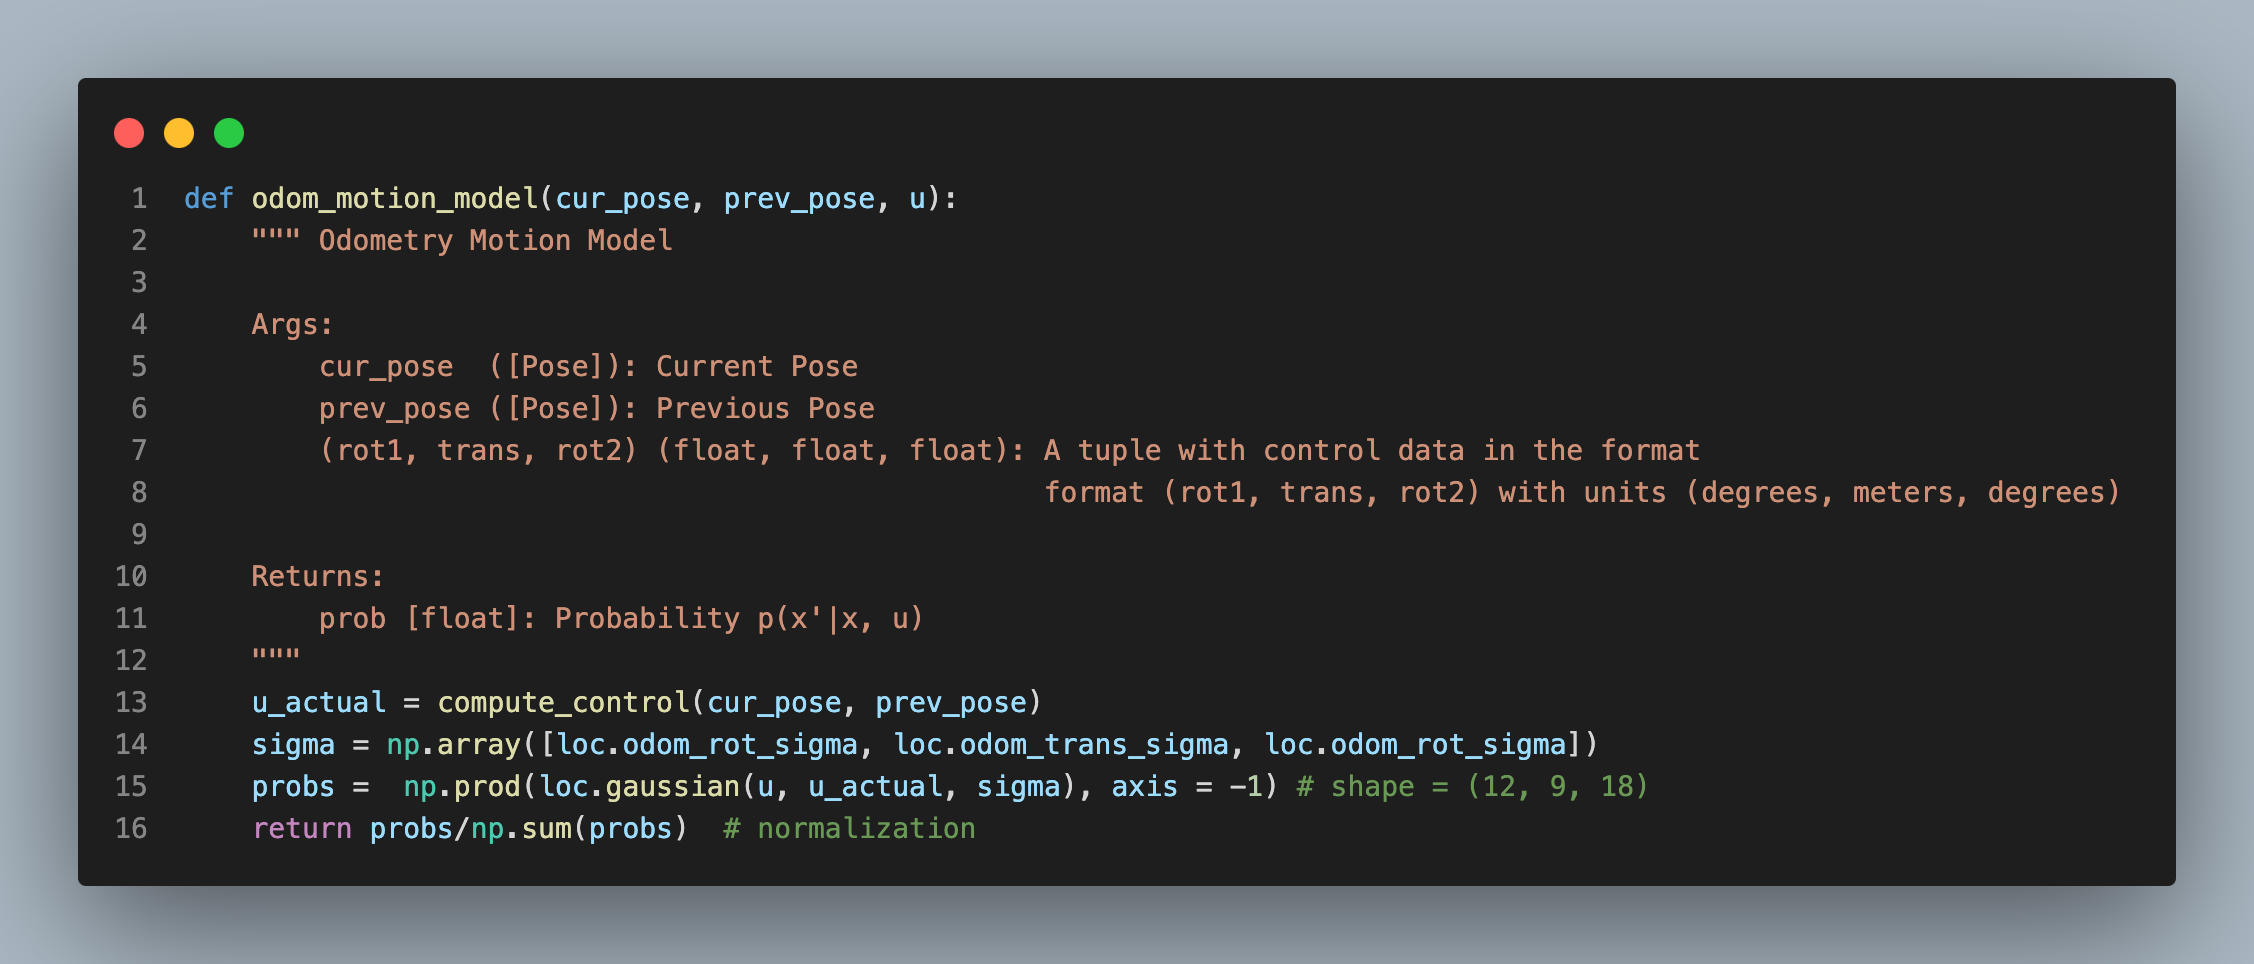 1 def odom_motion_model(cur_pose, prev_pose, u):
2     """ Odometry Motion Model
3
4     Args:
5         cur_pose  ([Pose]): Current Pose
6         prev_pose ([Pose]): Previous Pose
7         (rot1, trans, rot2) (float, float, float): A tuple with control data in the format
8                                                    format (rot1, trans, rot2) with units (degrees, meters, degrees)
9
10     Returns:
11         prob [float]: Probability p(x'|x, u)
12     """
13     u_actual = compute_control(cur_pose, prev_pose)
14     sigma = np.array([loc.odom_rot_sigma, loc.odom_trans_sigma, loc.odom_rot_sigma])
15     probs =  np.prod(loc.gaussian(u, u_actual, sigma), axis = -1) # shape = (12, 9, 18)
16     return probs/np.sum(probs)  # normalization